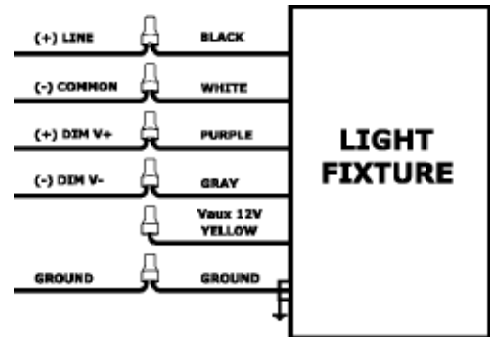 (+) LINE BLACK
(-) COMMON WHITE
(+) DIM V+ PURPLE
(-) DIM V- GRAY
Vaux 12V
YELLOW
GROUND GROUND
LIGHT
FIXTURE